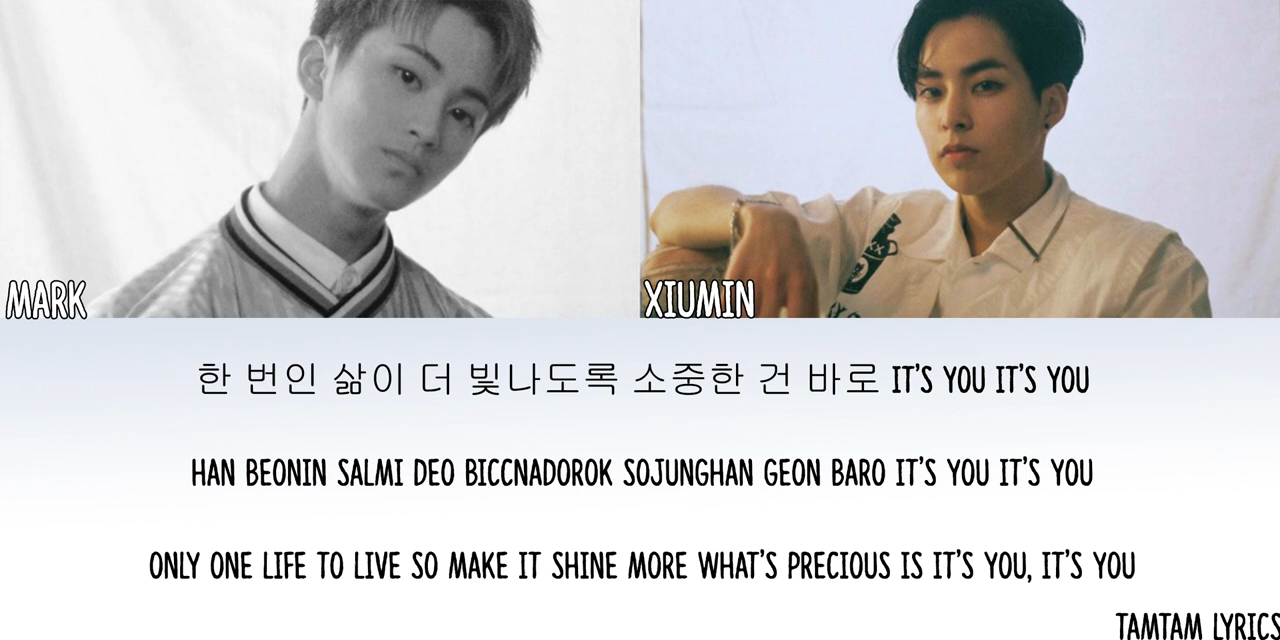 MARK
XIUMIN
한 번인 삶이 더 빛나도록 소중한 건 바로 IT'S YOU IT'S YOU
HAN BEONIN SALMI DEO BICCNADOROK SOJUNGHAN GEON BARO IT'S YOU IT'S YOU
ONLY ONE LIFE TO LIVE SO MAKE IT SHINE MORE WHAT'S PRECIOUS IS IT'S YOU, IT'S YOU
TAMTAM LYRICS